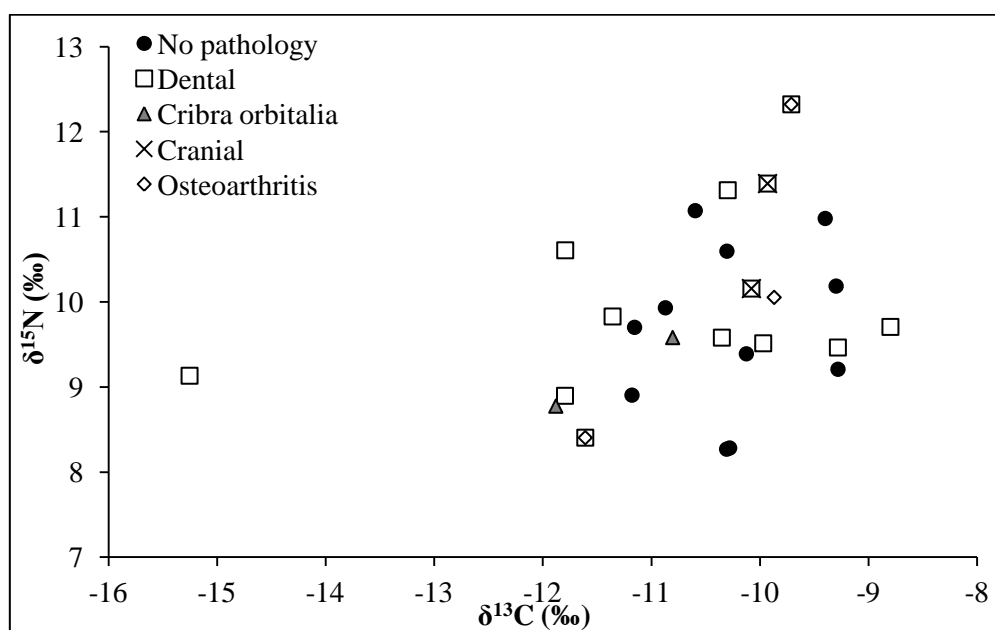 No pathology
Dental
Cribra orbitalia
Cranial
Osteoarthritis
13
12
11
10
9
8
7
δ¹⁵N (‰)
-16 -15 -14 -13 -12 -11 -10 -9 -8
δ¹³C (‰)